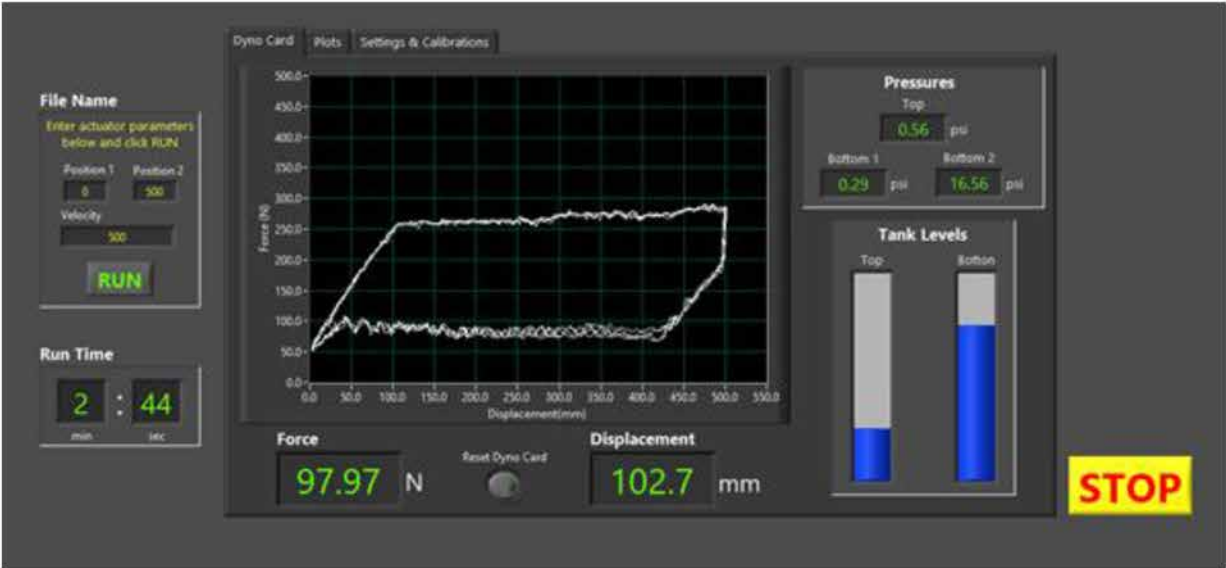 Dyno Card
Plots
Settings & Calibrations
File Name
Enter actuator parameters
below and click RUN
Position 1 Position 2
0 500
Velocity
500
RUN
Run Time
2 : 44
min sec
Force (N)
500.0
450.0
400.0
350.0
300.0
250.0
200.0
150.0
100.0
50.0
0.0
0.0 50.0 100.0 150.0 200.0 250.0 300.0 350.0 400.0 450.0 500.0 550.0
Displacement(mm)
Force
97.97 N
Reset Dyno Card
Displacement
102.7 mm
Pressures
Top
0.56 psi
Bottom 1 Bottom 2
0.29 psi 16.56 psi
Tank Levels
Top Botton
STOP